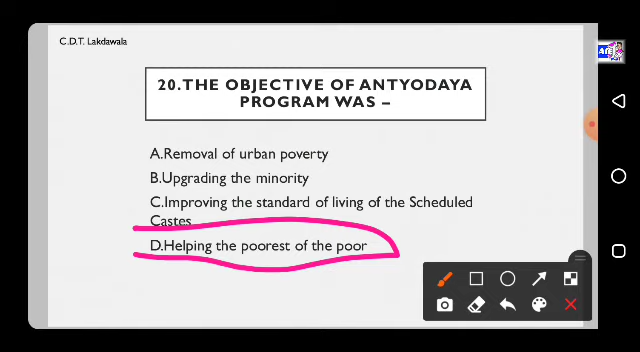 C.D.T. Lakdawala
20.THE OBJECTIVE OF ANTYODAYA
PROGRAM WAS –
A.Removal of urban poverty
B.Upgrading the minority
C.Improving the standard of living of the Scheduled
Castes
D.Helping the poorest of the poor